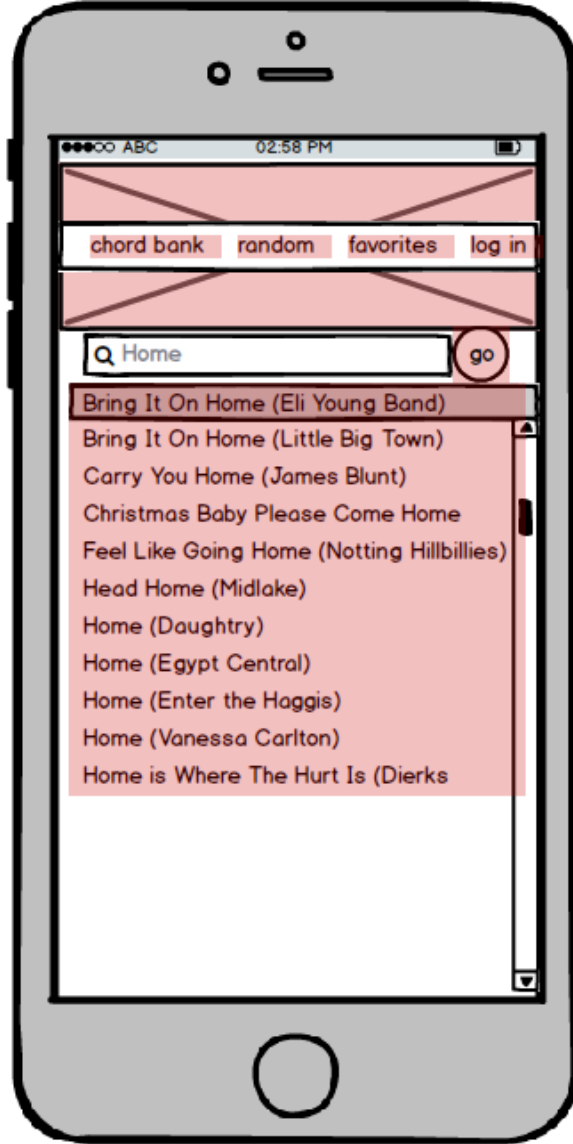 ABC 02:58 PM
chord bank random favorites log in
Home go
Bring It On Home (Eli Young Band)
Bring It On Home (Little Big Town)
Carry You Home (James Blunt)
Christmas Baby Please Come Home
Feel Like Going Home (Notting Hillbillies)
Head Home (Midlake)
Home (Daughtry)
Home (Egypt Central)
Home (Enter the Haggis)
Home (Vanessa Carlton)
Home is Where The Hurt Is (Dierks